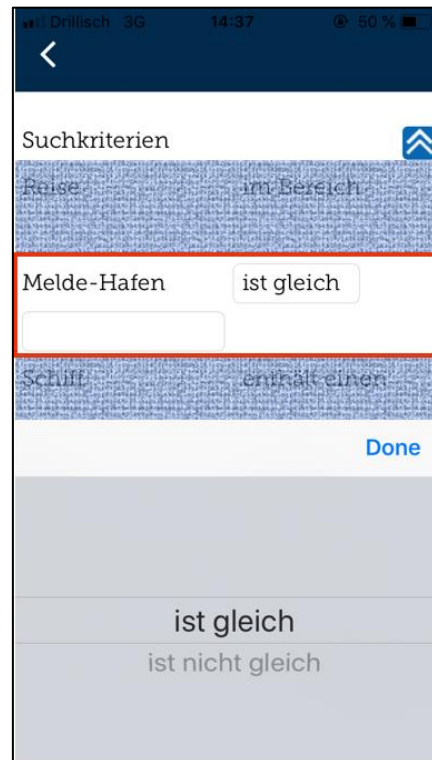 Drillisch 3G 14:37 50 %
Suchkriterien
Reise im Bereich
Melde-Hafen ist gleich
Schiff enthält einen
Done
ist gleich
ist nicht gleich